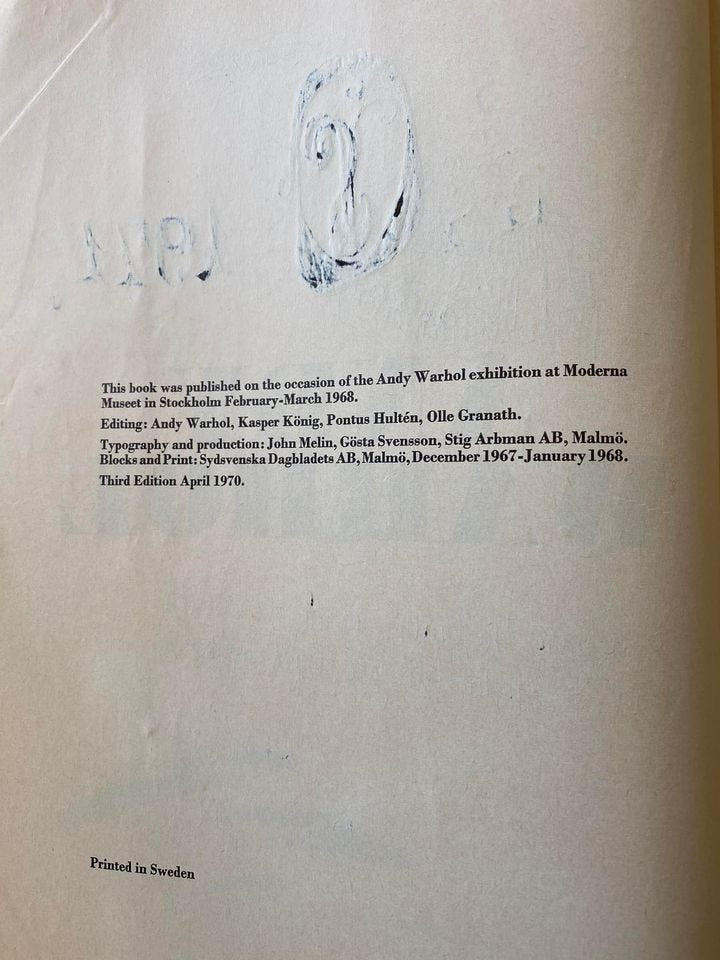 This book was published on the occasion of the Andy Warhol exhibition at Moderna
Museet in Stockholm February-March 1968.
Editing: Andy Warhol, Kasper König, Pontus Hultén, Olle Granath.
Typography and production: John Melin, Gösta Svensson, Stig Arbman AB, Malmö.
Blocks and Print: Sydsvenska Dagbladets AB, Malmö, December 1967-January 1968.
Third Edition April 1970.
Printed in Sweden